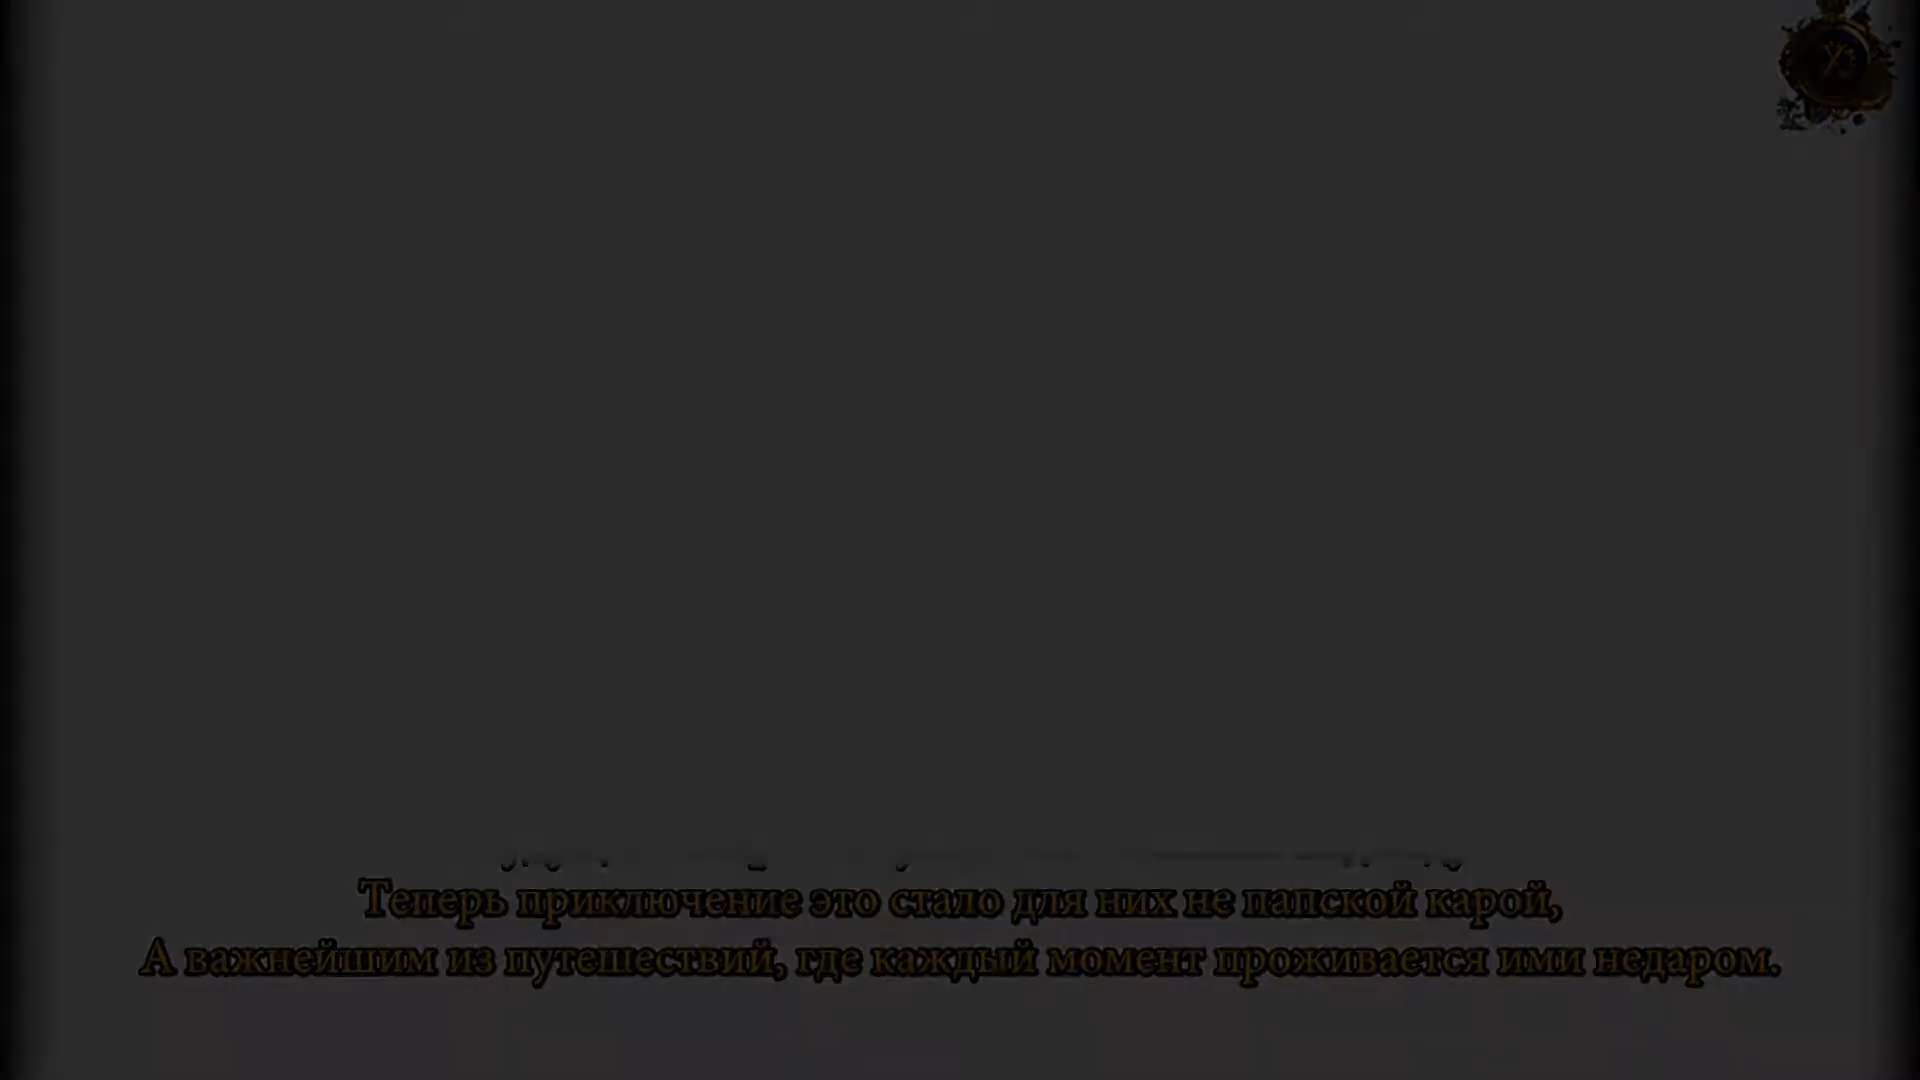 Теперь приключение это стало для них не папской карой,
А важнейшим из путешествий, где каждый момент проживается ими недаром.